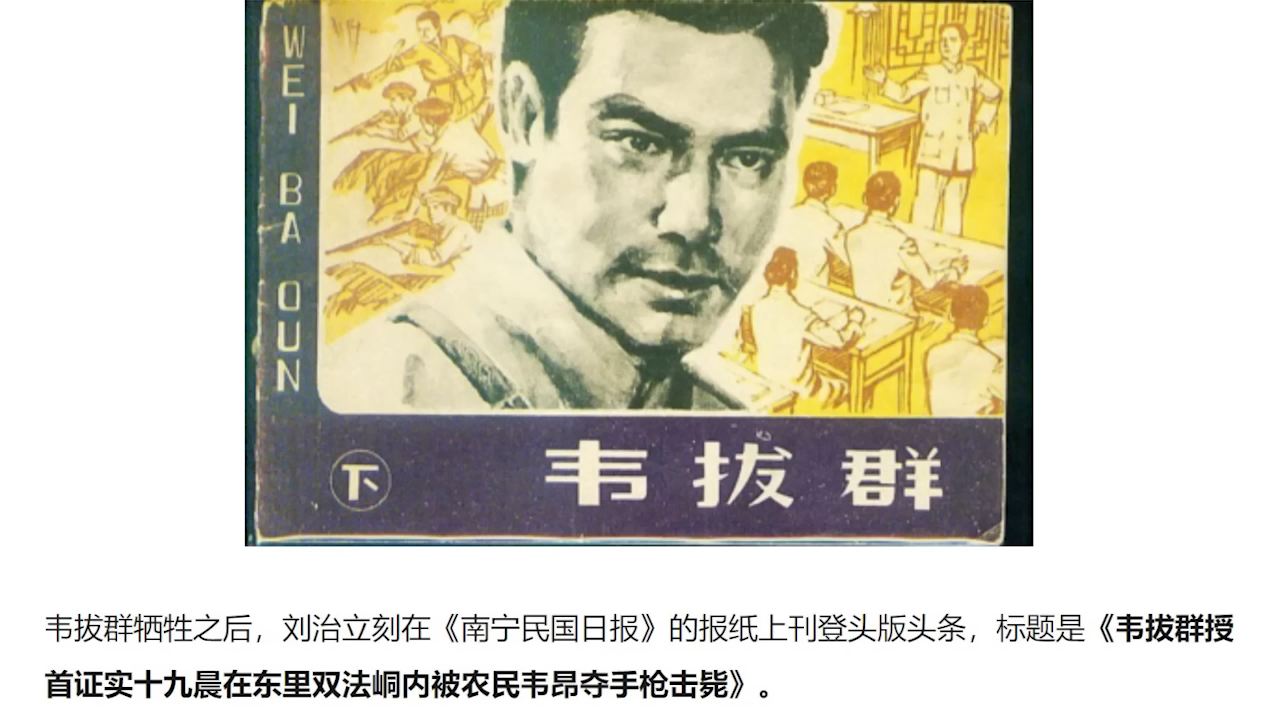 WEI BA QUN
下
韦拔群
韦拔群牺牲之后，刘治立刻在《南宁民国日报》的报纸上刊登头版头条，标题是《韦拔群授
首证实十九晨在东里双法峒内被农民韦昂夺手枪击毙》。